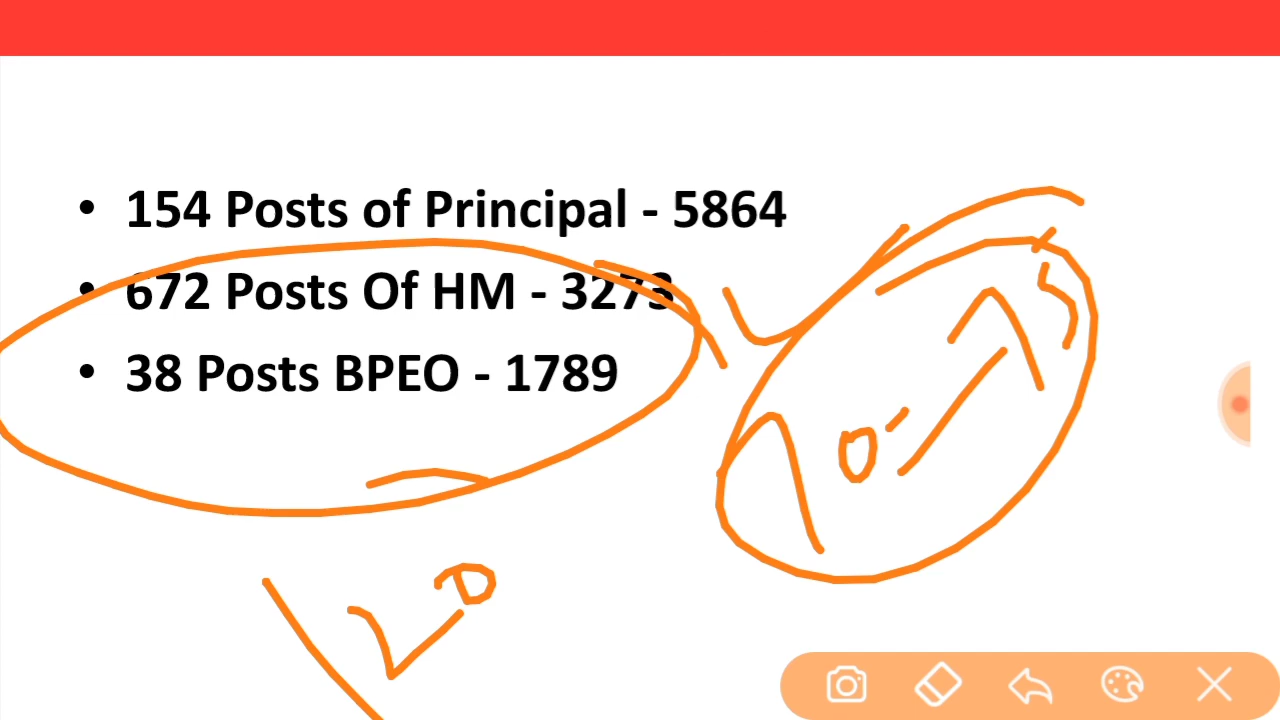 • 154 Posts of Principal - 5864
• 672 Posts Of HM - 3273
• 38 Posts BPEO - 1789